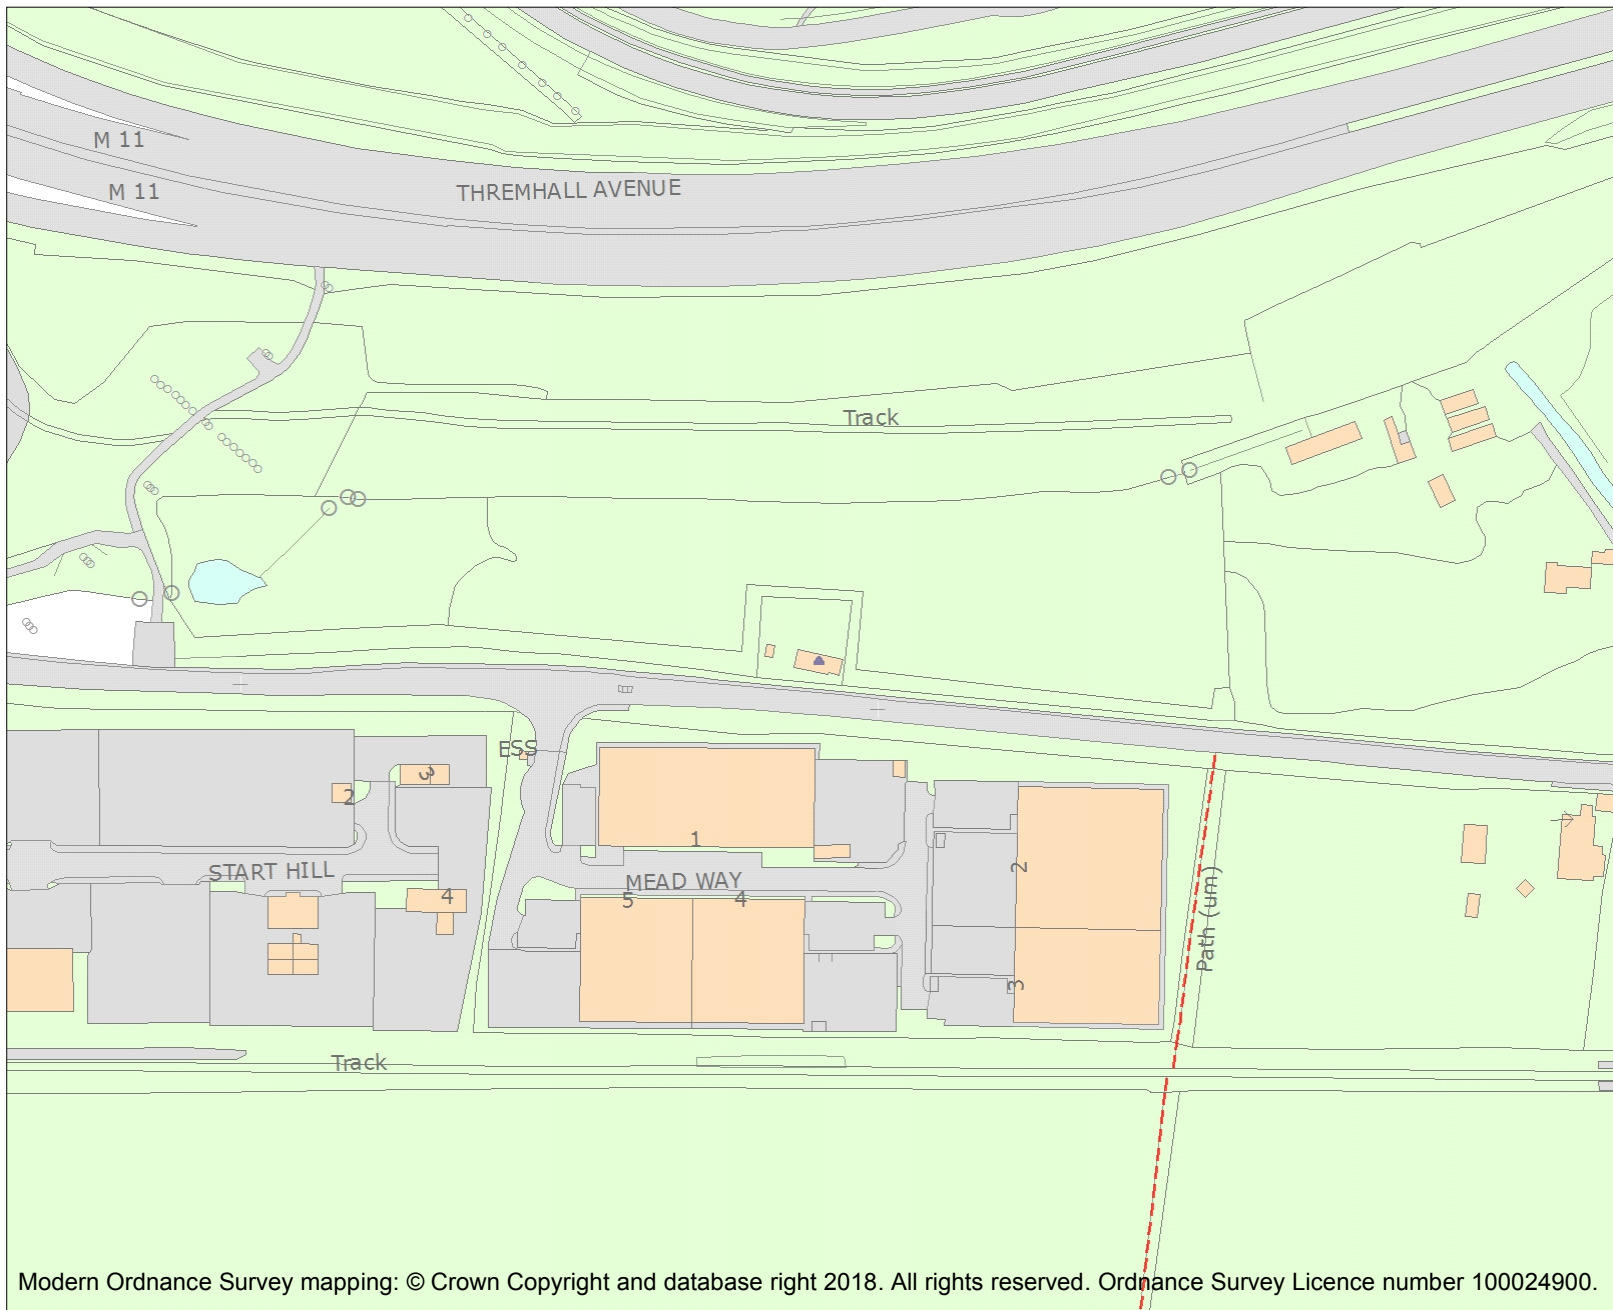 M 11
M 11
THREMHALL AVENUE
Track
ESS
3
2
1
START HILL
MEAD WAY
2
4
5
4
Path (um)
3
Track
Modern Ordnance Survey mapping: © Crown Copyright and database right 2018. All rights reserved. Ordnance Survey Licence number 100024900.